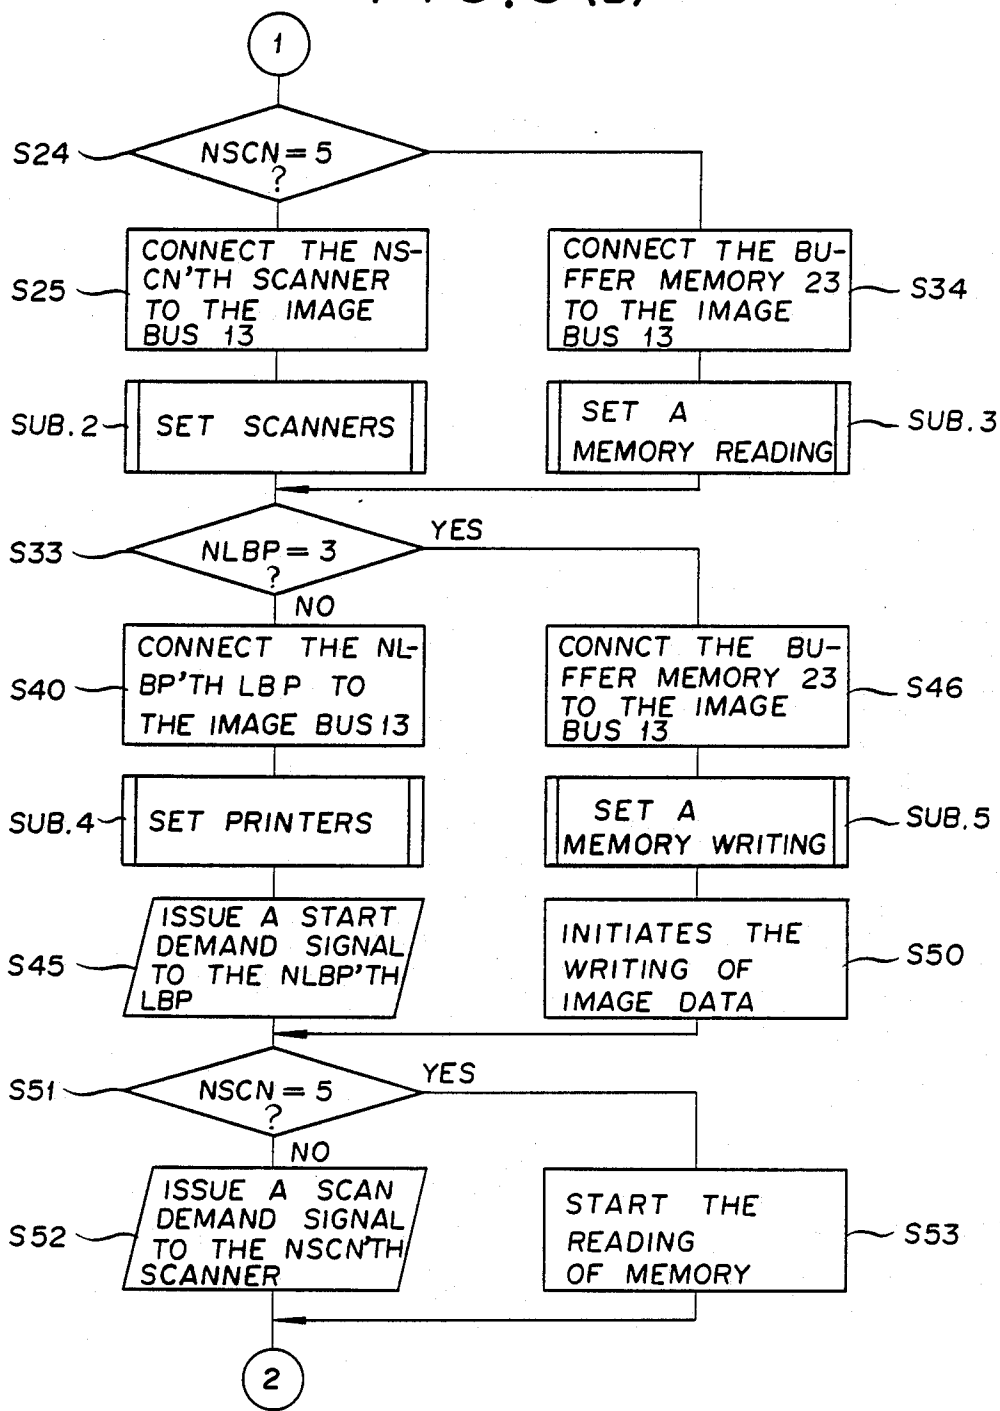 1
S24
NSCN = 5
?
S25
CONNECT THE NS-
CN'TH SCANNER
TO THE IMAGE
BUS 13
CONNECT THE BU-
FFER MEMORY 23
TO THE IMAGE
BUS 13
S34
SUB.2
SET SCANNERS
SET A
MEMORY READING
SUB.3
S33
NLBP = 3
?
YES
NO
S40
CONNECT THE NL-
BP'TH LBP TO
THE IMAGE BUS 13
CONNCT THE BU-
FFER MEMORY 23
TO THE IMAGE
BUS 13
S46
SUB.4
SET PRINTERS
SET A
MEMORY WRITING
SUB.5
S45
ISSUE A START
DEMAND SIGNAL
TO THE NLBP'TH
LBP
INITIATES THE
WRITING OF
IMAGE DATA
S50
S51
NSCN = 5
?
YES
NO
S52
ISSUE A SCAN
DEMAND SIGNAL
TO THE NSCN'TH
SCANNER
START THE
READING
OF MEMORY
S53
2